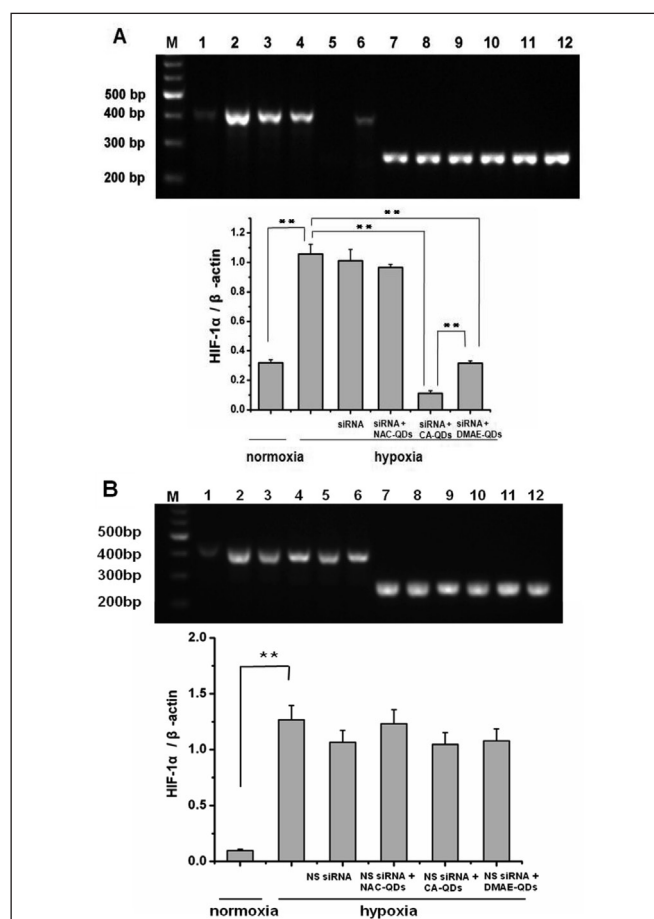 A
M 1 2 3 4 5 6 7 8 9 10 11 12
500 bp
400 bp
300 bp
200 bp
** ** ** **
HIF-1α / β -actin
1.2
1.0
0.8
0.6
0.4
0.2
0.0
siRNA siRNA+ NAC-QDs siRNA+ CA-QDs siRNA+ DMAE-QDs
normoxia hypoxia
B
M 1 2 3 4 5 6 7 8 9 10 11 12
500bp
400bp
300bp
200bp
**
HIF-1α / β -actin
2.0
1.5
1.0
0.5
0.0
NS siRNA NS siRNA + NAC-QDs NS siRNA + CA-QDs NS siRNA + DMAE-QDs
normoxia hypoxia